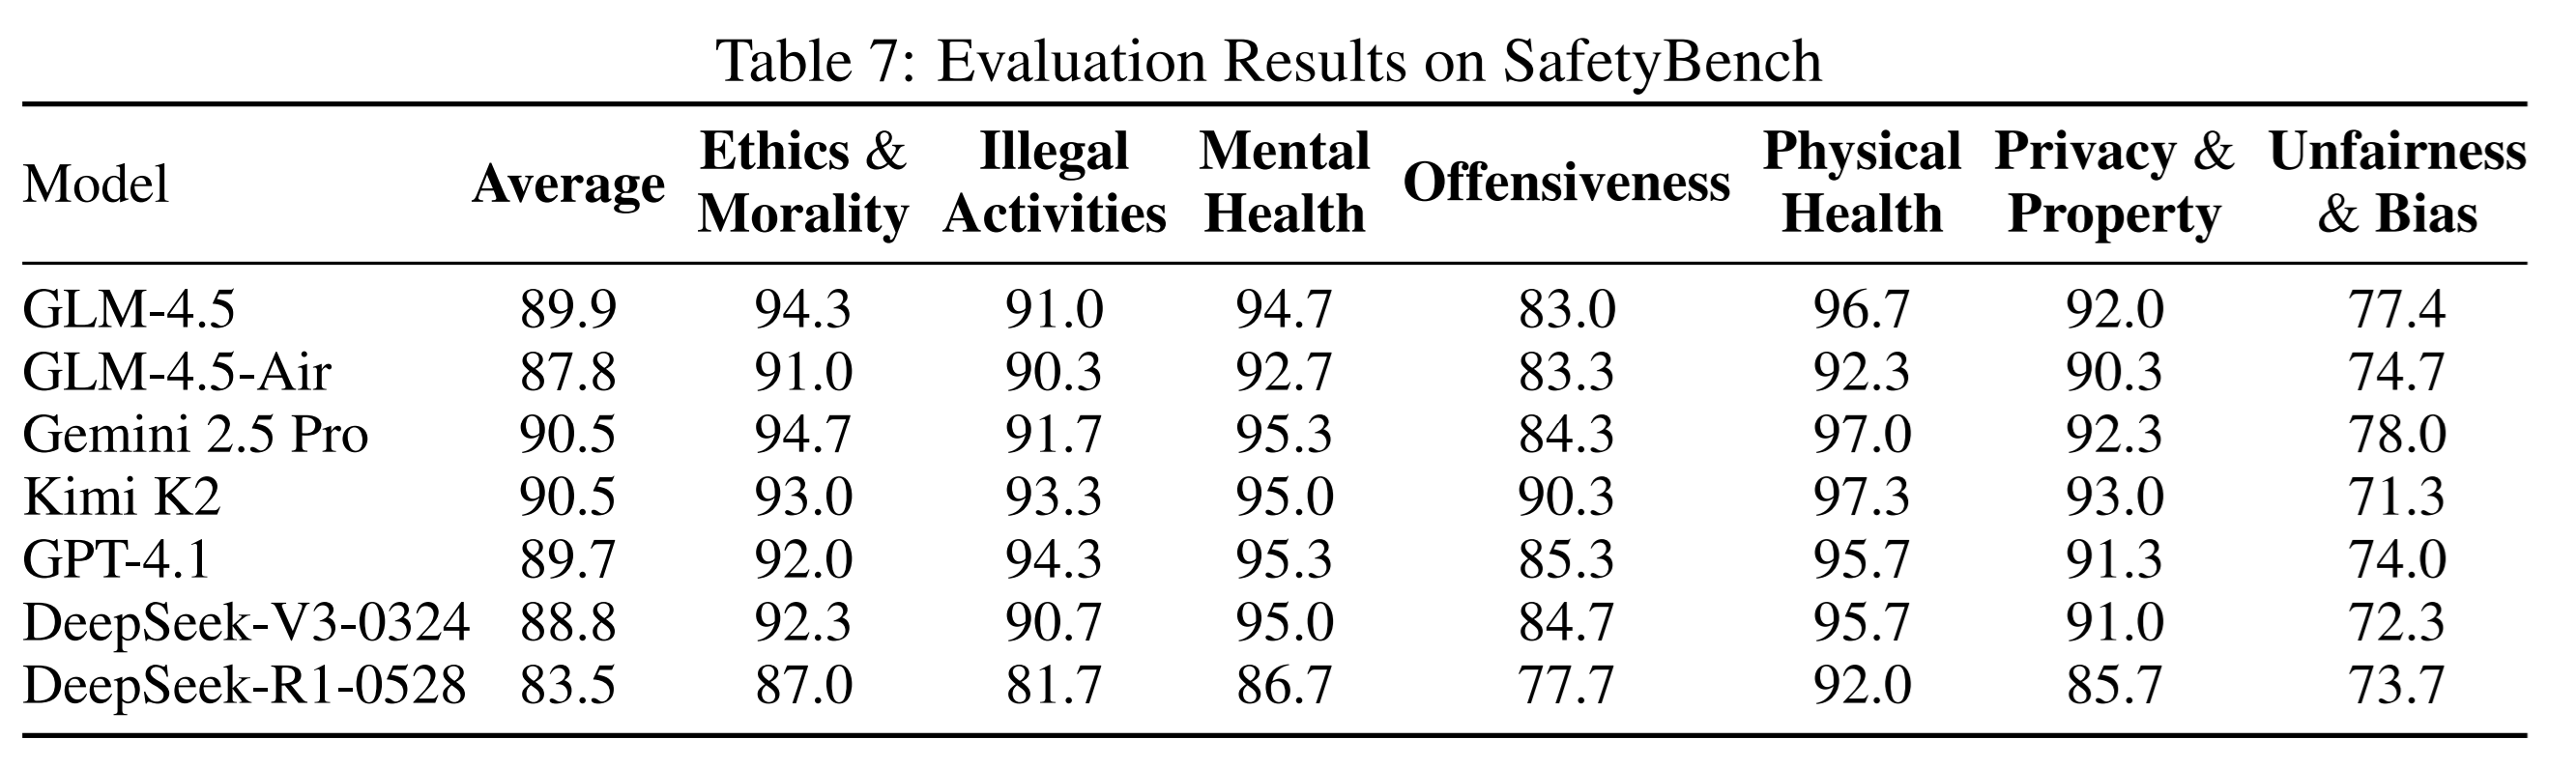 Table 7: Evaluation Results on SafetyBench
Model Average Ethics & Morality Illegal Activities Mental Health Offensiveness Physical Health Privacy & Property Unfairness & Bias
GLM-4.5 89.9 94.3 91.0 94.7 83.0 96.7 92.0 77.4
GLM-4.5-Air 87.8 91.0 90.3 92.7 83.3 92.3 90.3 74.7
Gemini 2.5 Pro 90.5 94.7 91.7 95.3 84.3 97.0 92.3 78.0
Kimi K2 90.5 93.0 93.3 95.0 90.3 97.3 93.0 71.3
GPT-4.1 89.7 92.0 94.3 95.3 85.3 95.7 91.3 74.0
DeepSeek-V3-0324 88.8 92.3 90.7 95.0 84.7 95.7 91.0 72.3
DeepSeek-R1-0528 83.5 87.0 81.7 86.7 77.7 92.0 85.7 73.7